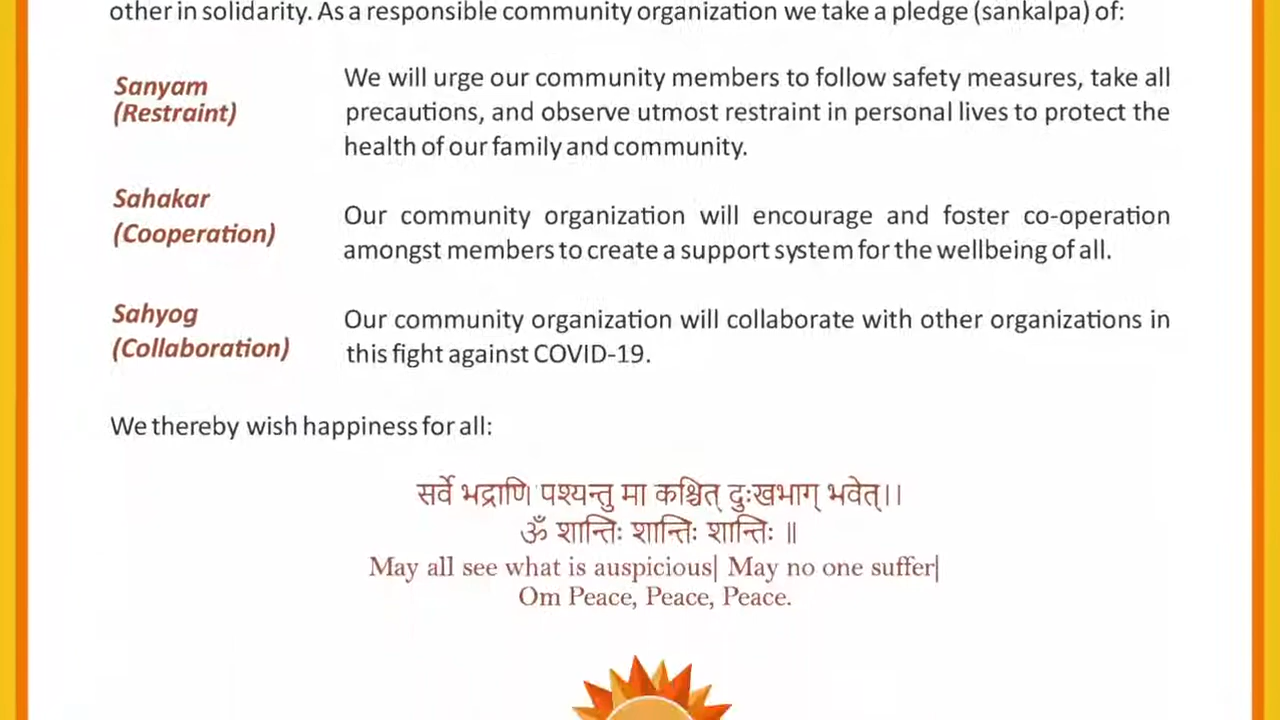 other in solidarity. As a responsible community organization we take a pledge (sankalpa) of:
Sanyam
(Restraint)
We will urge our community members to follow safety measures, take all
precautions, and observe utmost restraint in personal lives to protect the
health of our family and community.
Sahakar
(Cooperation)
Our community organization will encourage and foster co-operation
amongst members to create a support system for the wellbeing of all.
Sahyog
(Collaboration)
Our community organization will collaborate with other organizations in
this fight against COVID-19.
We thereby wish happiness for all:
सर्वे भद्राणि पश्यन्तु मा कश्चित् दुःखभाग् भवेत्।।
ॐ शान्तिः शान्तिः शान्तिः ॥
May all see what is auspicious| May no one suffer|
Om Peace, Peace, Peace.